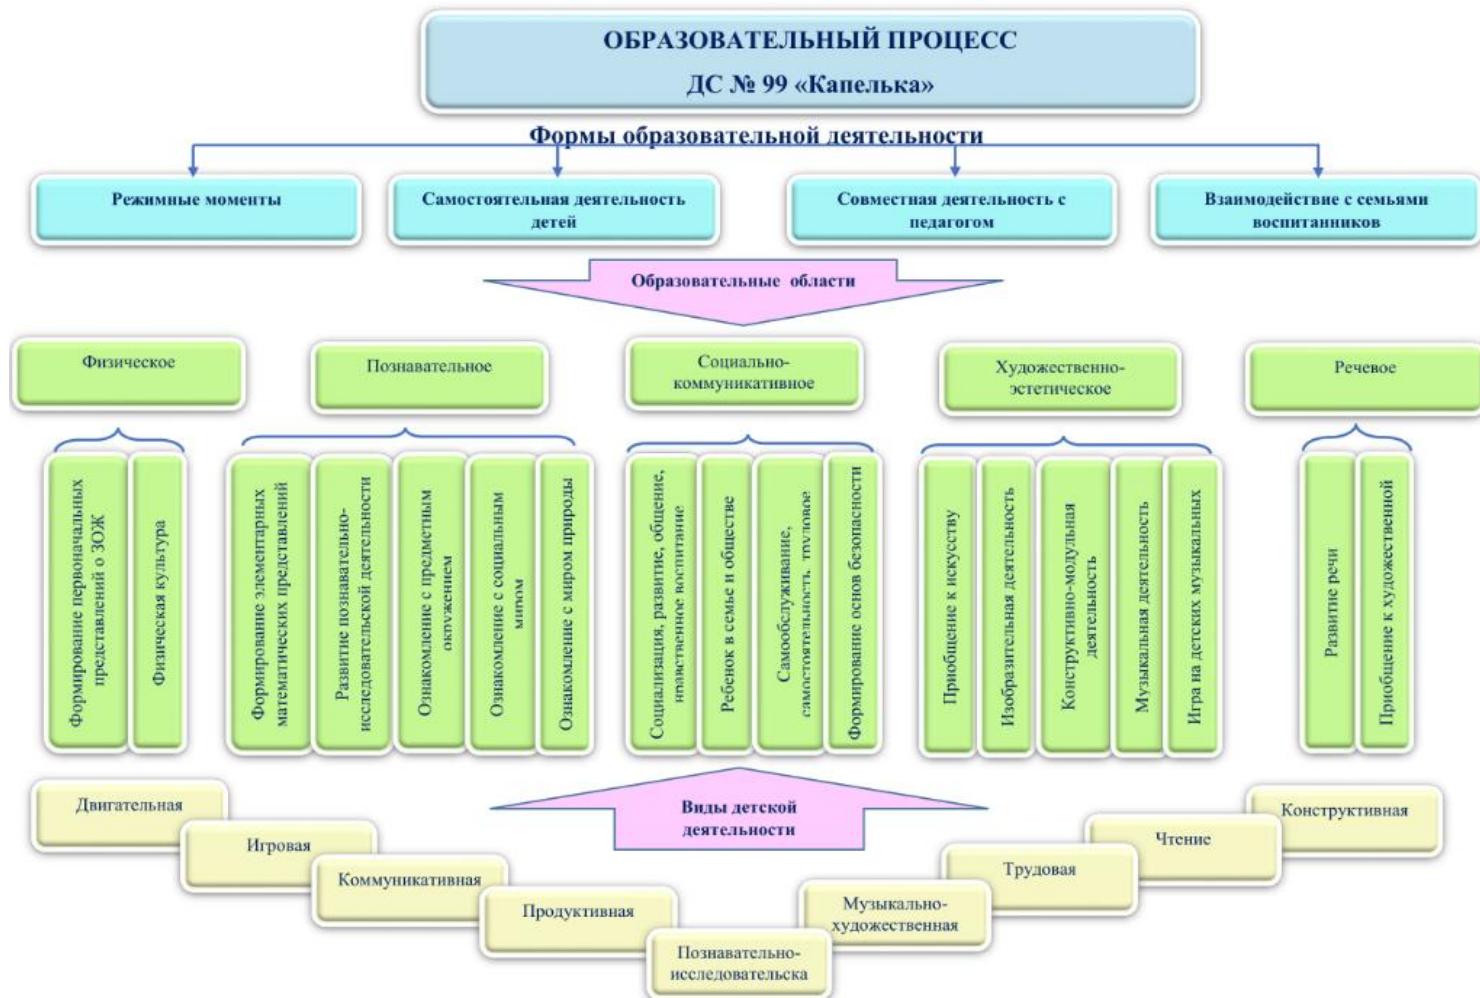 ОБРАЗОВАТЕЛЬНЫЙ ПРОЦЕСС
ДС № 99 «Капелька»
Формы образовательной деятельности
Режимные моменты
Самостоятельная деятельность
детей
Совместная деятельность с
педагогом
Взаимодействие с семьями
воспитанников
Образовательные области
Физическое
Познавательное
Социально-
коммуникативное
Художественно-
эстетическое
Речевое
Формирование первоначальных
представлений о ЗОЖ
Физическая культура
Формирование элементарных
математических представлений
Развитие познавательно-
исследовательской деятельности
Ознакомление с предметным
окружением
Ознакомление с социальным
миром
Ознакомление с миром природы
Социализация, развитие, общение,
нравственное воспитание
Ребенок в семье и обществе
Самообслуживание,
самостоятельность, трудовое
Формирование основ безопасности
Приобщение к искусству
Изобразительная деятельность
Конструктивно-модульная
деятельность
Музыкальная деятельность
Игра на детских музыкальных
Развитие речи
Приобщение к художественной
Виды детской
деятельности
Двигательная
Игровая
Коммуникативная
Продуктивная
Познавательно-
исследовательска
Музыкально-
художественная
Трудовая
Чтение
Конструктивная